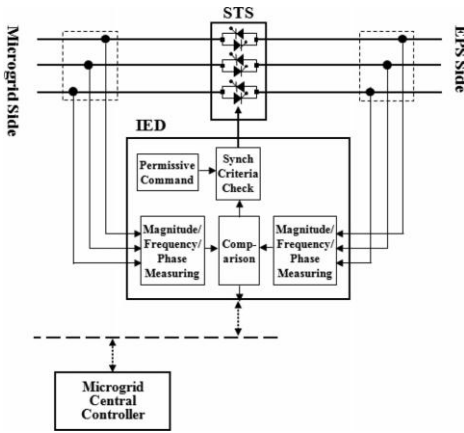 STS
Microgrid Side
EPS Side
IED
Permissive
Command
Synch
Criteria
Check
Magnitude/
Frequency/
Phase
Measuring
Comp-
arison
Magnitude/
Frequency/
Phase
Measuring
Microgrid
Central
Controller